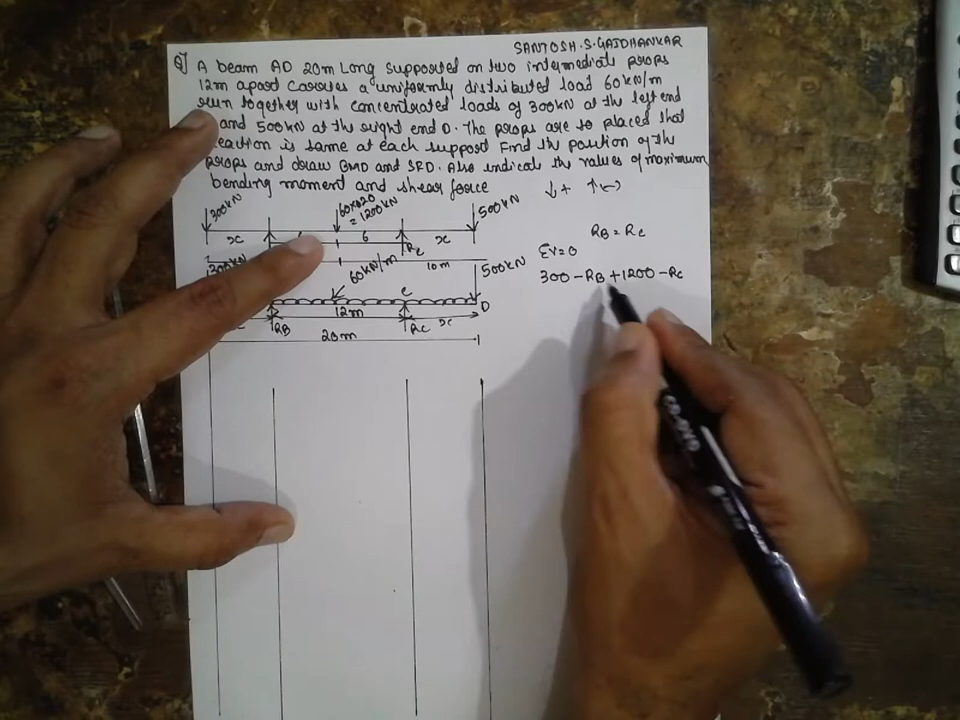 SANTOSH.S.GAJDHANKAR
Q] A beam AD 20m Long supported on two intermediate props
12m apart carries a uniformly distributed load 60 kN/m
run together with concentrated loads of 300kN at the left end
and 500kN at the right end D. The props are so placed that
reaction is same at each support Find the position of the
props and draw BMD and SFD. Also indicate the values of maximum
bending moment and shear force
↓+ ↑(-)
300kN
60x20
= 1200kN
500kN
x 6 x
RC
10m
RB = RC
Σv=0
300 - RB + 1200 - RC
300kN
60kN/m
500kN
C
D
12m
RB
RC
x
20m